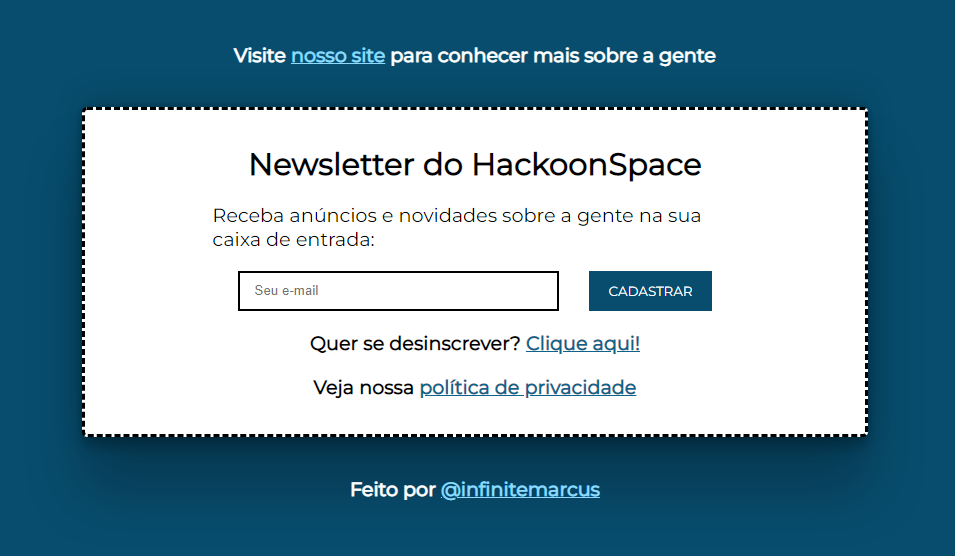 Visite nosso site para conhecer mais sobre a gente
Newsletter do HackoonSpace
Receba anúncios e novidades sobre a gente na sua
caixa de entrada:
Seu e-mail
CADASTRAR
Quer se desinscrever? Clique aqui!
Veja nossa política de privacidade
Feito por @infinitemarcus